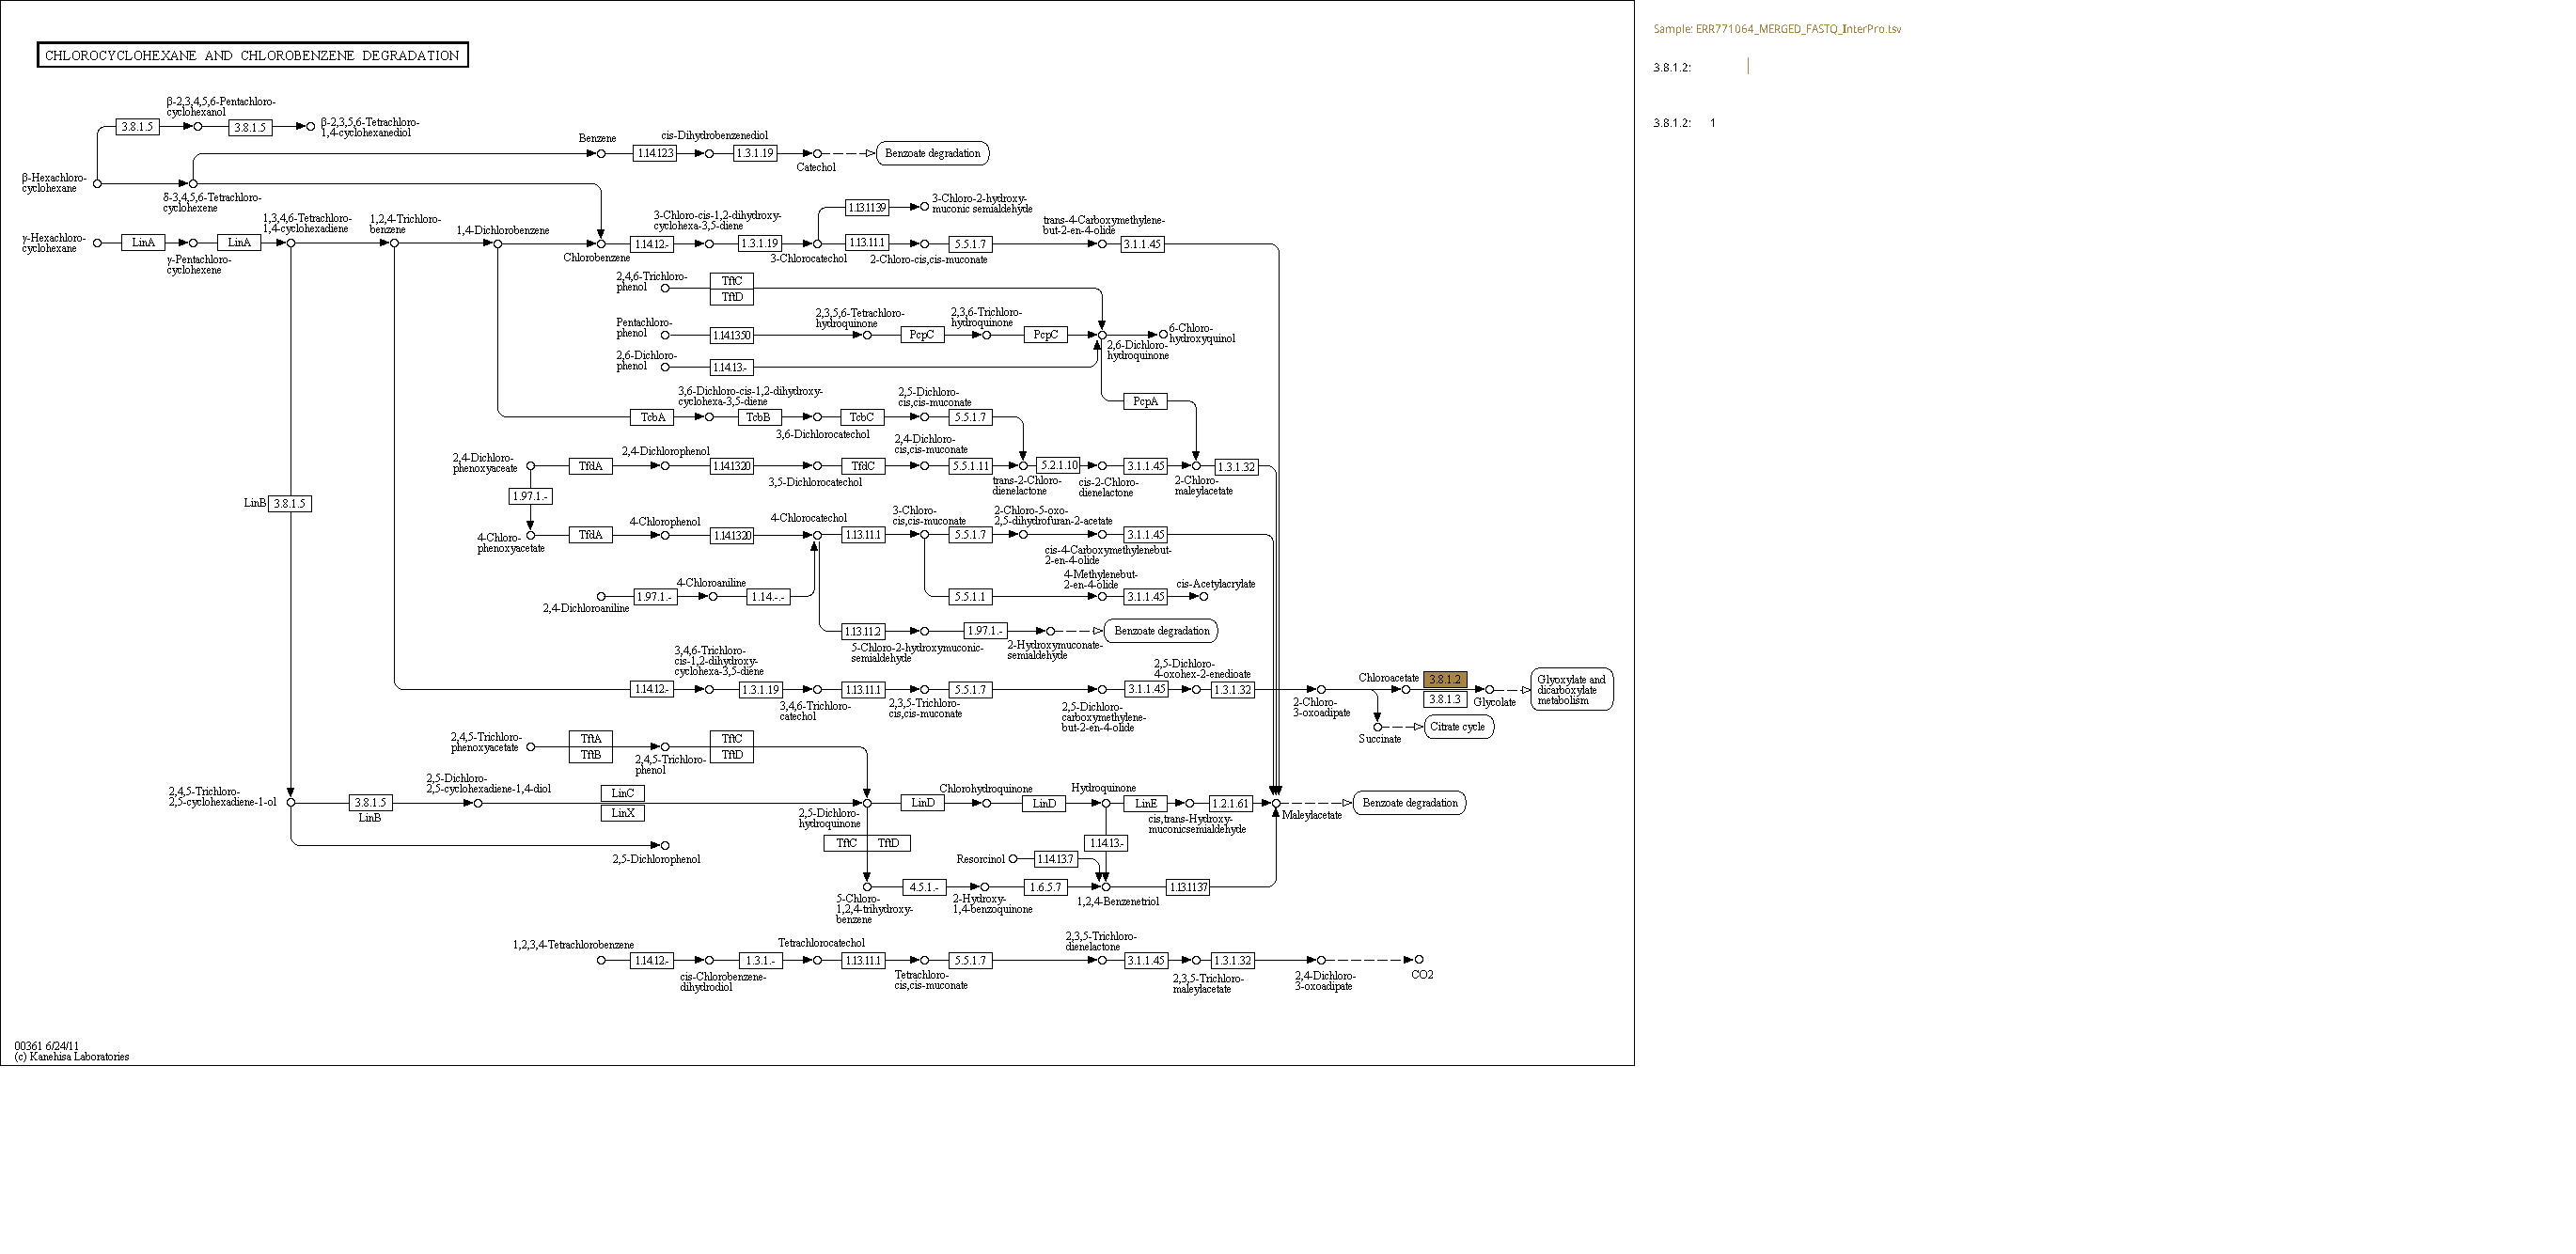 CHLOROCYCLOHEXANE AND CHLOROBENZENE DEGRADATION
Sample: ERR771064_MERGED_FASTQ_InterPro.tsv
3.8.1.2:
3.8.1.2: 1
β-2,3,4,5,6-Pentachloro-
cyclohexanol
3.8.1.5
3.8.1.5
β-2,3,5,6-Tetrachloro-
1,4-cyclohexanediol
Benzene
cis-Dihydrobenzenediol
1.14.12.3
1.3.1.19
Catechol
Benzoate degradation
β-Hexachloro-
cyclohexane
δ-3,4,5,6-Tetrachloro-
cyclohexene
γ-Hexachloro-
cyclohexane
LinA
γ-Pentachloro-
cyclohexene
LinA
1,3,4,6-Tetrachloro-
1,4-cyclohexadiene
1,2,4-Trichloro-
benzene
1,4-Dichlorobenzene
Chlorobenzene
1.14.12.-
3-Chloro-cis-1,2-dihydroxy-
cyclohexa-3,5-diene
1.3.1.19
3-Chlorocatechol
1.13.1139
3-Chloro-2-hydroxy-
muconic semialdehyde
1.13.11.1
2-Chloro-cis,cis-muconate
5.5.1.7
trans-4-Carboxymethylene-
but-2-en-4-olide
3.1.1.45
2,4,6-Trichloro-
phenol
TftC
TftD
Pentachloro-
phenol
1.14.1350
2,3,5,6-Tetrachloro-
hydroquinone
PcpC
2,3,6-Trichloro-
hydroquinone
PcpC
6-Chloro-
hydroxyquinol
2,6-Dichloro-
hydroquinone
2,6-Dichloro-
phenol
1.14.13.-
PcpA
TcbA
3,6-Dichloro-cis-1,2-dihydroxy-
cyclohexa-3,5-diene
TcbB
3,6-Dichlorocatechol
TcbC
2,5-Dichloro-
cis,cis-muconate
5.5.1.7
2,4-Dichloro-
phenoxyaceate
TfdA
2,4-Dichlorophenol
1.14.1320
3,5-Dichlorocatechol
TfdC
2,4-Dichloro-
cis,cis-muconate
5.5.1.11
trans-2-Chloro-
dienelactone
5.2.1.10
cis-2-Chloro-
dienelactone
3.1.1.45
2-Chloro-
maleylacetate
1.3.1.32
1.97.1.-
LinB
3.8.1.5
4-Chloro-
phenoxyacetate
TfdA
4-Chlorophenol
1.14.1320
4-Chlorocatechol
1.13.11.1
3-Chloro-
cis,cis-muconate
5.5.1.7
2-Chloro-5-oxo-
2,5-dihydrofuran-2-acetate
3.1.1.45
cis-4-Carboxymethylenebut-
2-en-4-olide
2,4-Dichloroaniline
1.97.1.-
4-Chloroaniline
1.14.-.-
5.5.1.1
4-Methylenebut-
2-en-4-olide
3.1.1.45
cis-Acetylacrylate
1.13.11.2
5-Chloro-2-hydroxymuconic-
semialdehyde
1.97.1.-
2-Hydroxymuconate-
semialdehyde
Benzoate degradation
1.14.12.-
3,4,6-Trichloro-
cis-1,2-dihydroxy-
cyclohexa-3,5-diene
1.3.1.19
3,4,6-Trichloro-
catechol
1.13.11.1
2,3,5-Trichloro-
cis,cis-muconate
5.5.1.7
2,5-Dichloro-
carboxymethylene-
but-2-en-4-olide
3.1.1.45
2,5-Dichloro-
4-oxohex-2-enedioate
1.3.1.32
2-Chloro-
3-oxoadipate
Chloroacetate
3.8.1.2
3.8.1.3
Glycolate
Glyoxylate and
dicarboxylate
metabolism
Succinate
Citrate cycle
2,4,5-Trichloro-
phenoxyacetate
TftA
TftB
2,4,5-Trichloro-
phenol
TftC
TftD
2,4,5-Trichloro-
2,5-cyclohexadiene-1-ol
3.8.1.5
LinB
2,5-Dichloro-
2,5-cyclohexadiene-1,4-diol
LinC
LinX
2,5-Dichloro-
hydroquinone
LinD
Chlorohydroquinone
LinD
Hydroquinone
LinE
cis,trans-Hydroxy-
muconicsemialdehyde
1.2.1.61
Maleylacetate
Benzoate degradation
2,5-Dichlorophenol
TftC
TftD
1.14.13.-
Resorcinol
1.14.13.7
5-Chloro-
1,2,4-trihydroxy-
benzene
4.5.1.-
2-Hydroxy-
1,4-benzoquinone
1.6.5.7
1,2,4-Benzenetriol
1.13.1137
1,2,3,4-Tetrachlorobenzene
1.14.12.-
cis-Chlorobenzene-
dihydrodiol
1.3.1.-
Tetrachlorocatechol
1.13.11.1
Tetrachloro-
cis,cis-muconate
5.5.1.7
2,3,5-Trichloro-
dienelactone
3.1.1.45
2,3,5-Trichloro-
maleylacetate
1.3.1.32
2,4-Dichloro-
3-oxoadipate
CO2
00361 6/24/11
(c) Kanehisa Laboratories